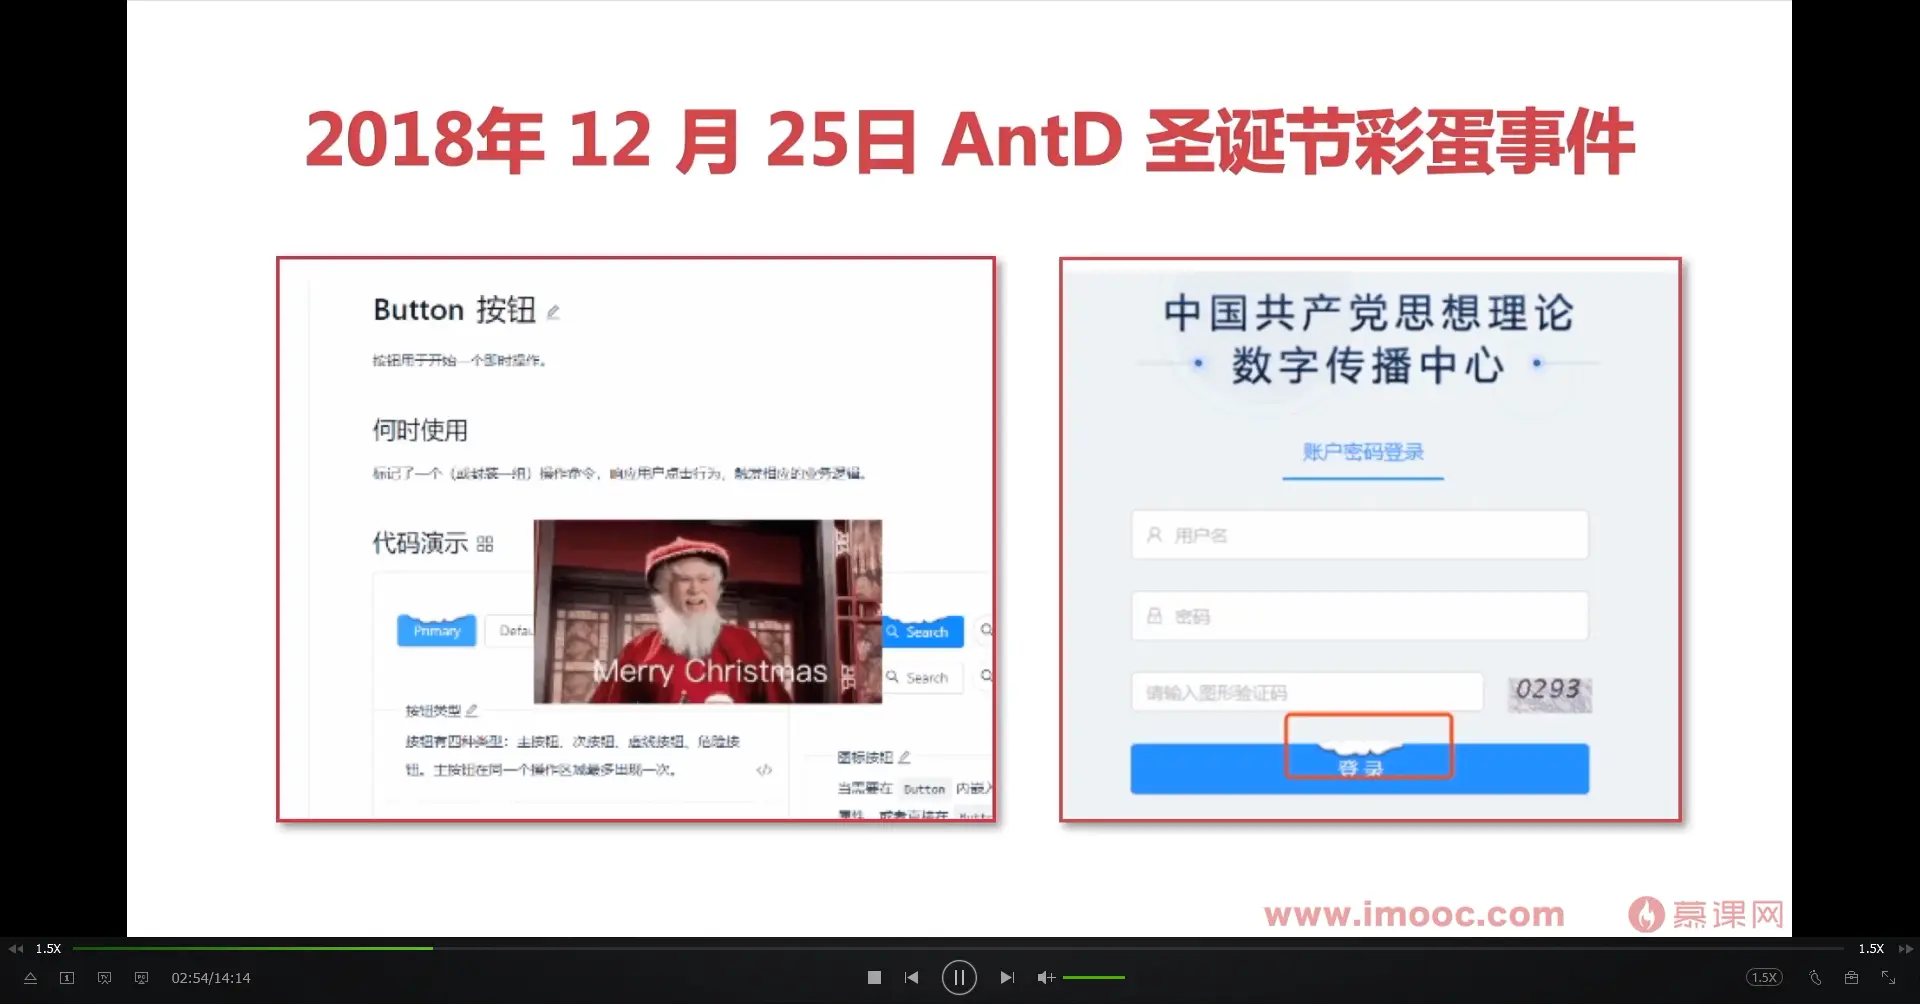 2018年 12 月 25日 AntD 圣诞节彩蛋事件
Button 按钮
按钮用于开始一个即时操作。
何时使用
标记了一个（或封装一组）操作命令，响应用户点击行为，触发相应的业务逻辑。
代码演示
Primary
Defau
Merry Christmas
Search
Search
按钮类型
按钮有四种类型：主按钮、次按钮、虚线按钮、危险按
钮。主按钮在同一个操作区域最多出现一次。
图标按钮
当需要在 Button 内嵌入
属性，或者直接在 Butto
中国共产党思想理论
数字传播中心
账户密码登录
用户名
密码
请输入图形验证码
0293
登录
www.imooc.com
慕课网
1.5X
1.5X
02:54/14:14
1.5X